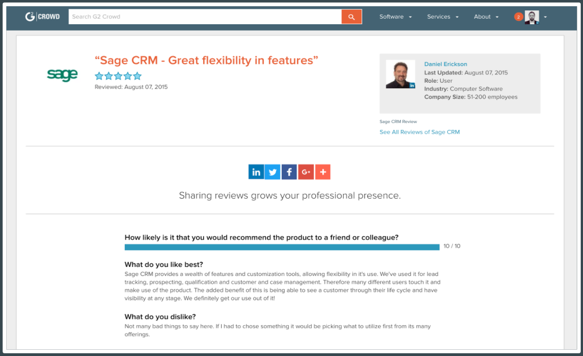 G2 CROWD
Search G2 Crowd
Software
Services
About
2
sage
“Sage CRM - Great flexibility in features”
Reviewed: August 07, 2015
Daniel Erickson
Last Updated: August 07, 2015
Role: User
Industry: Computer Software
Company Size: 51-200 employees
in
Sage CRM Review
See All Reviews of Sage CRM
in f G+ +
Sharing reviews grows your professional presence.
How likely is it that you would recommend the product to a friend or colleague?
10 / 10
What do you like best?
Sage CRM provides a wealth of features and customization tools, allowing flexibility in it's use. We've used it for lead
tracking, prospecting, qualification and customer and case management. Therefore many different users touch it and
make use of the product. The added benefit of this is being able to see a customer through their life cycle and have
visibility at any stage. We definitely get our use out of it!
What do you dislike?
Not many bad things to say here. If I had to chose something it would be picking what to utilize first from its many
offerings.